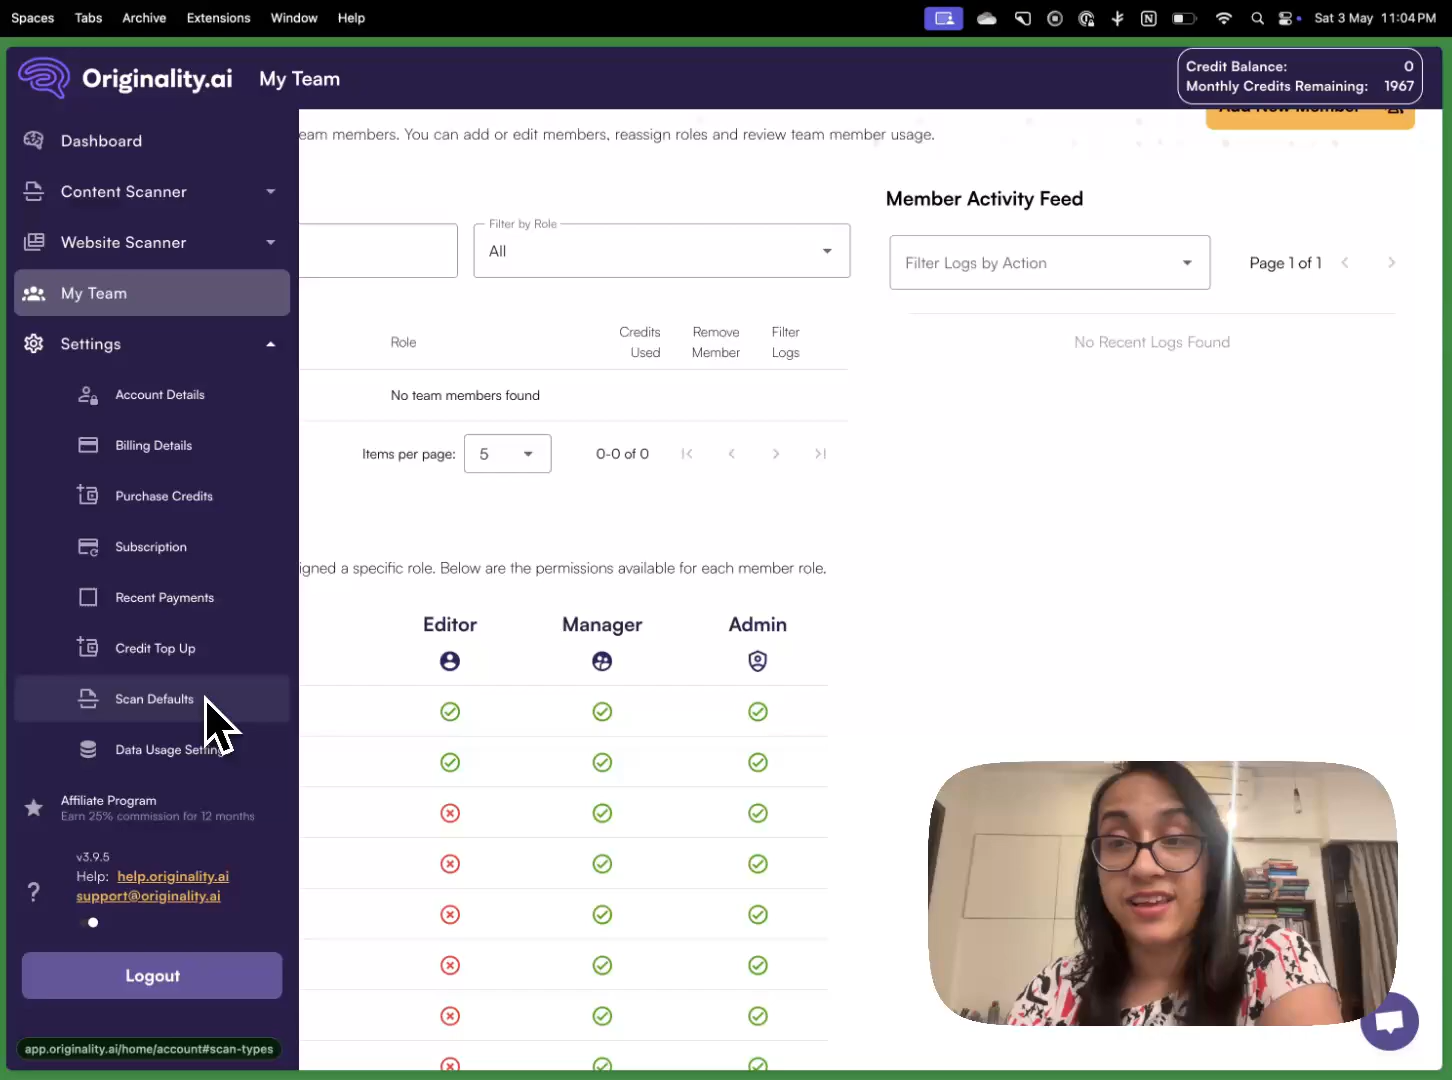 Spaces Tabs Archive Extensions Window Help
Sat 3 May 11:04 PM
Originality.ai My Team
Credit Balance: 0
Monthly Credits Remaining: 1967
Dashboard
Content Scanner
Website Scanner
My Team
Settings
Account Details
Billing Details
Purchase Credits
Subscription
Recent Payments
Credit Top Up
Scan Defaults
Data Usage
Affiliate Program
Earn 25% commission for 12 months
v3.9.5
Help: help.originality.ai
support@originality.ai
Logout
app.originality.ai/home/account#scan-types
Add New Member
eam members. You can add or edit members, reassign roles and review team member usage.
Filter by Role
All
Role
Credits Used
Remove Member
Filter Logs
No team members found
Items per page: 5 0-0 of 0
igned a specific role. Below are the permissions available for each member role.
Editor Manager Admin
Member Activity Feed
Filter Logs by Action
Page 1 of 1
No Recent Logs Found